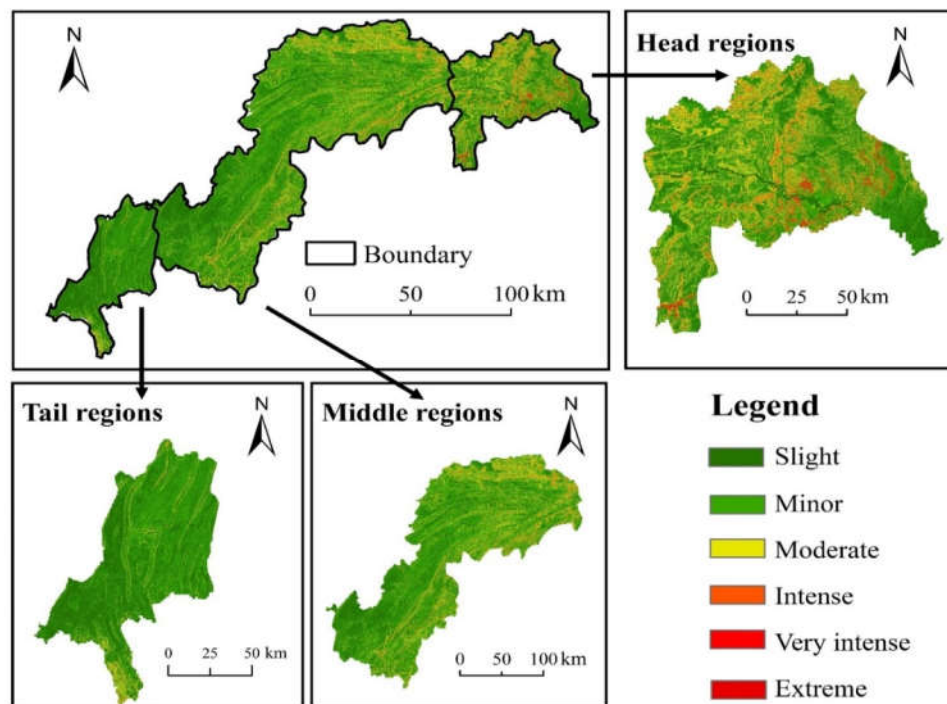 N
Boundary
0 50 100 km
Head regions
N
0 25 50 km
Tail regions
N
0 25 50 km
Middle regions
N
0 50 100 km
Legend
Slight
Minor
Moderate
Intense
Very intense
Extreme